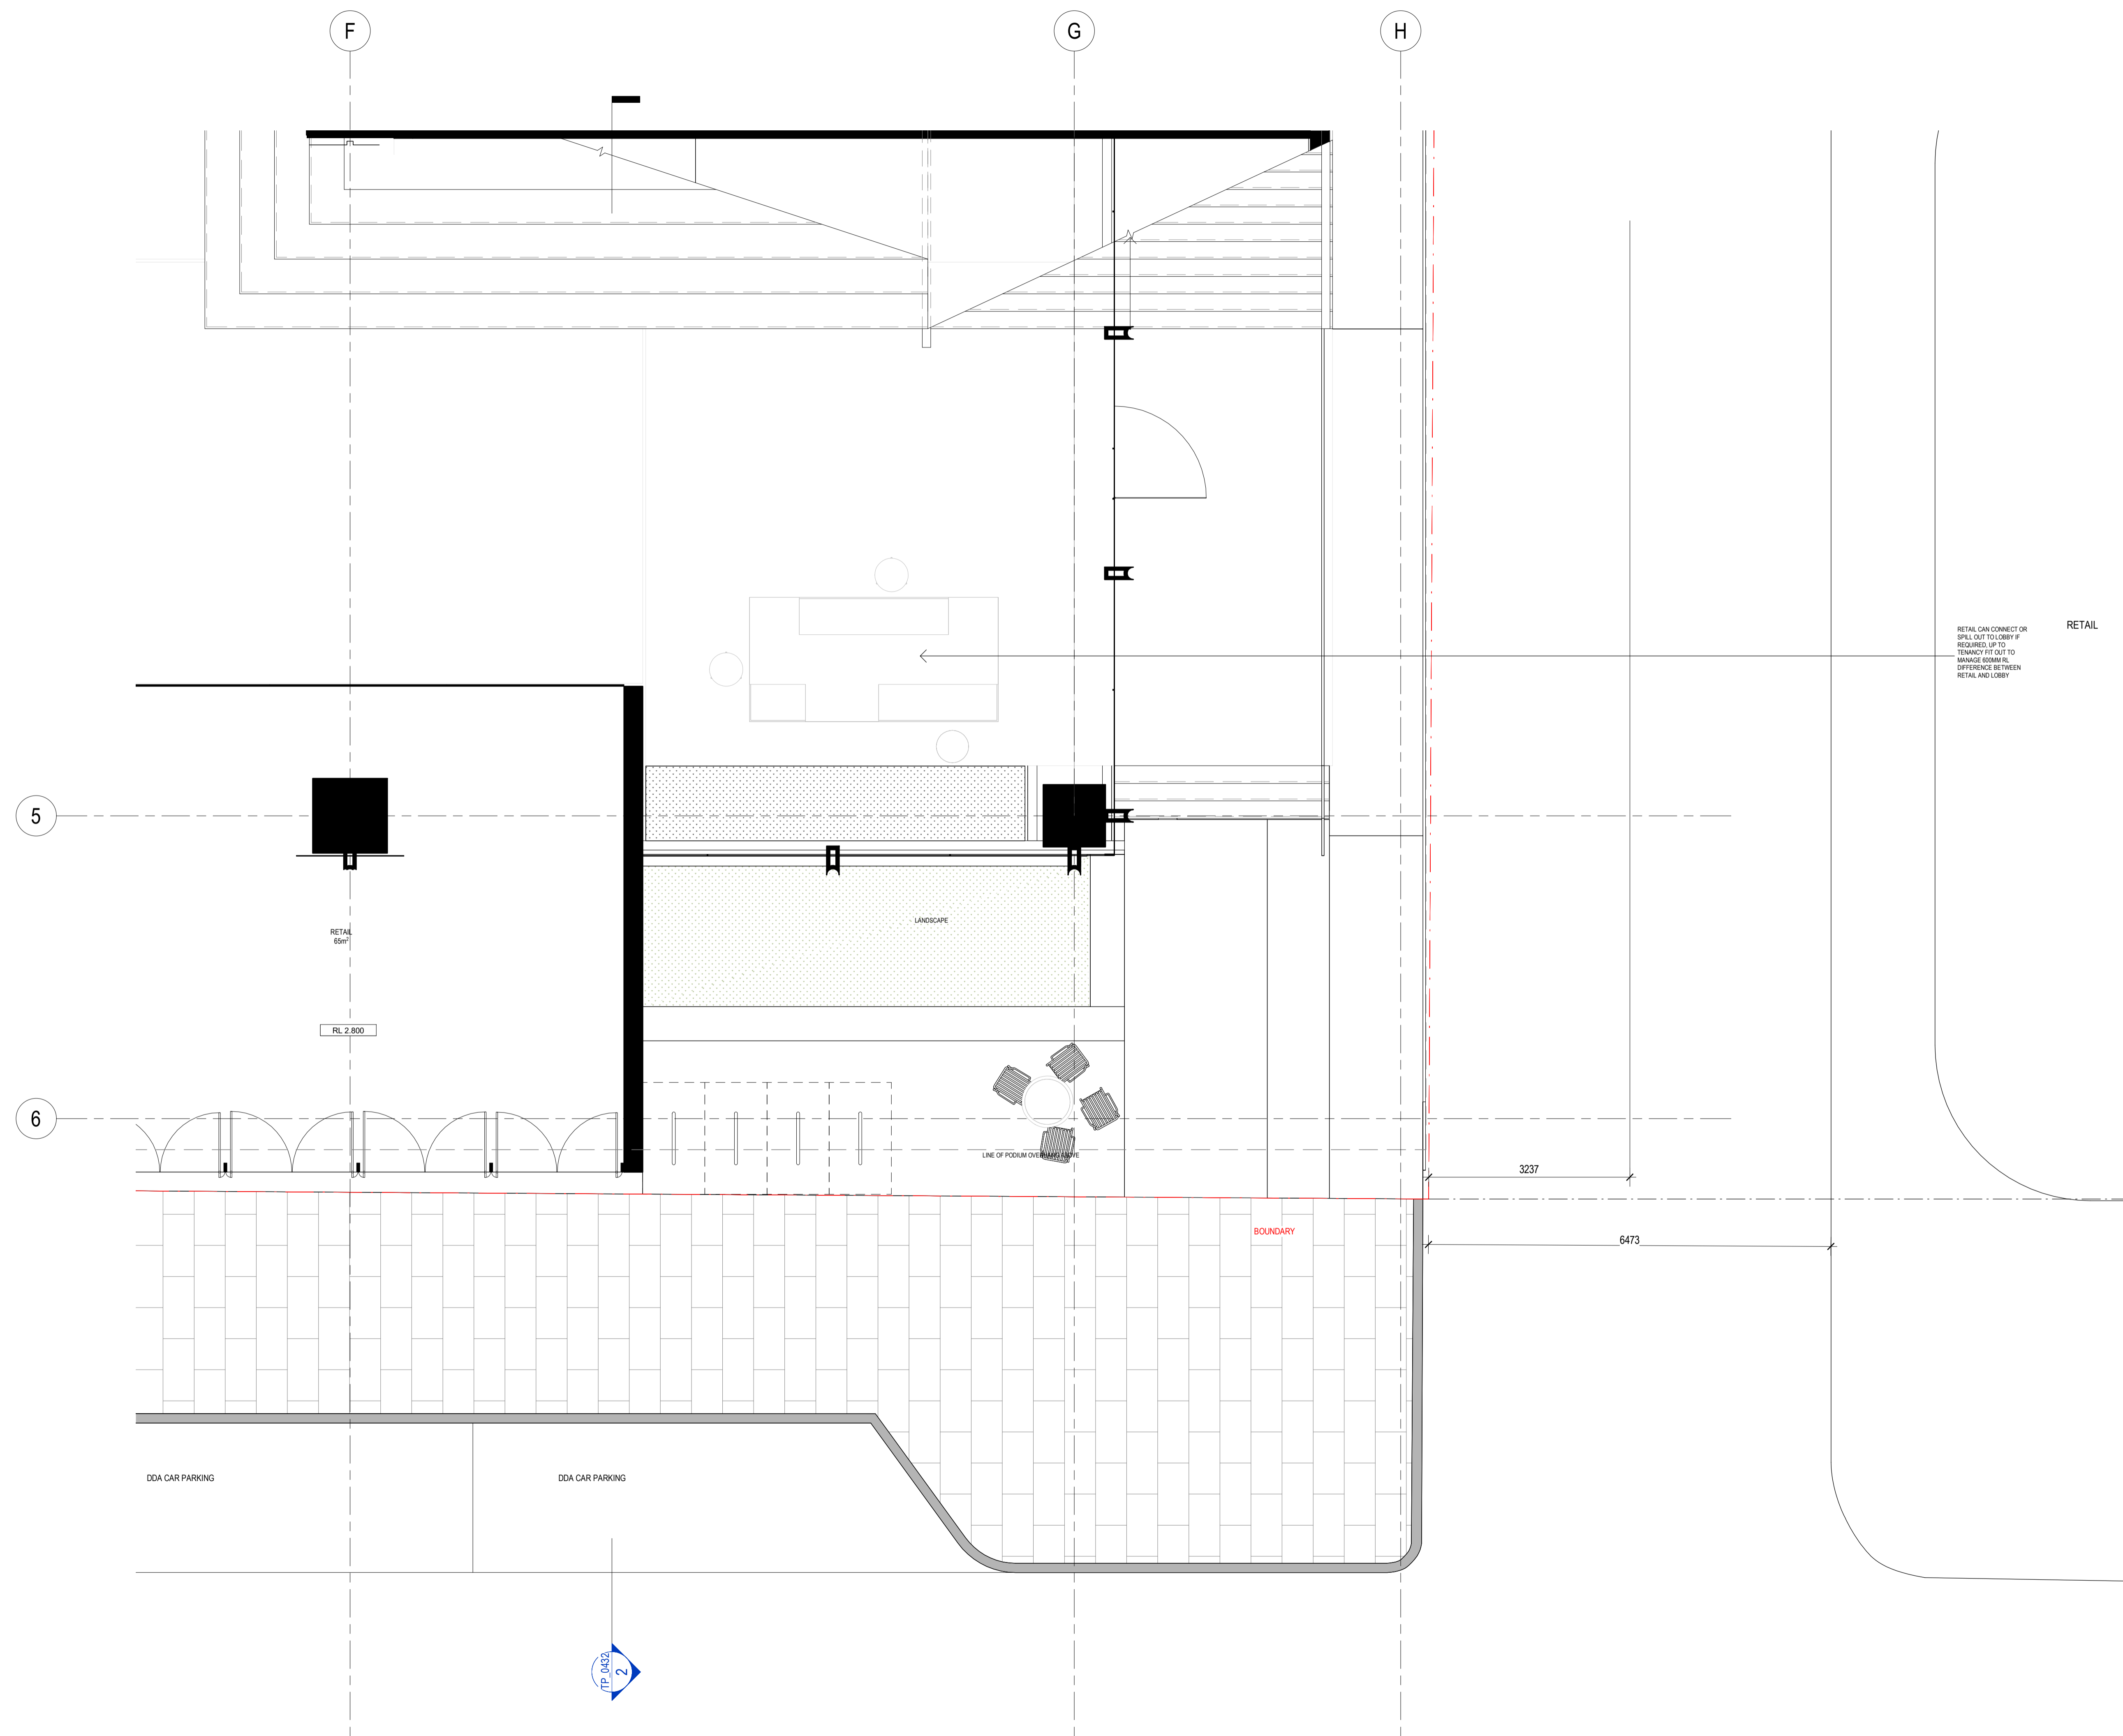 F
G
H
RETAIL CAN CONNECT OR
SPILL OUT TO LOBBY IF
REQUIRED, UP TO
TENANCY FIT OUT TO
MANAGE 600MM RL
DIFFERENCE BETWEEN
RETAIL AND LOBBY
RETAIL
5
LANDSCAPE
RETAIL
65m²
RL 2.800
6
LINE OF PODIUM OVERHANG ABOVE
3237
BOUNDARY
6473
DDA CAR PARKING
DDA CAR PARKING
TP_0432
2